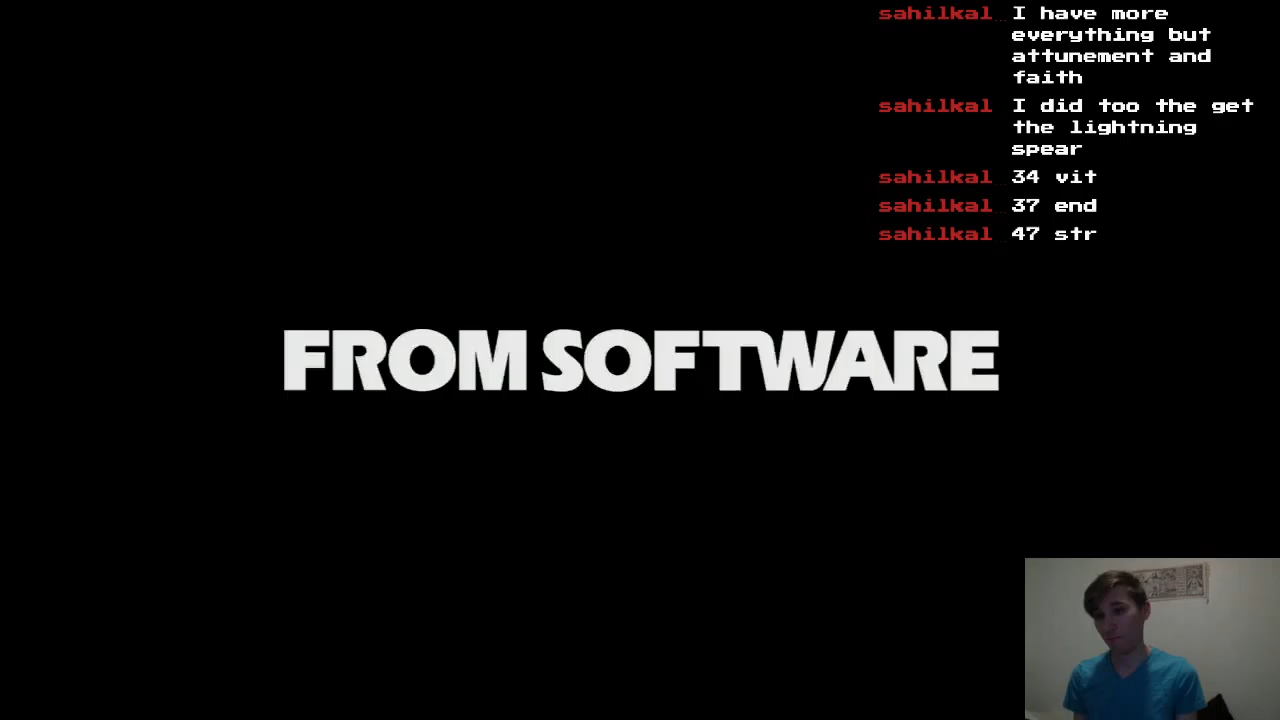 sahilkal I have more
everything but
attunement and
faith
sahilkal I did too the get
the lightning
spear
sahilkal 34 vit
sahilkal 37 end
sahilkal 47 str
FROM SOFTWARE